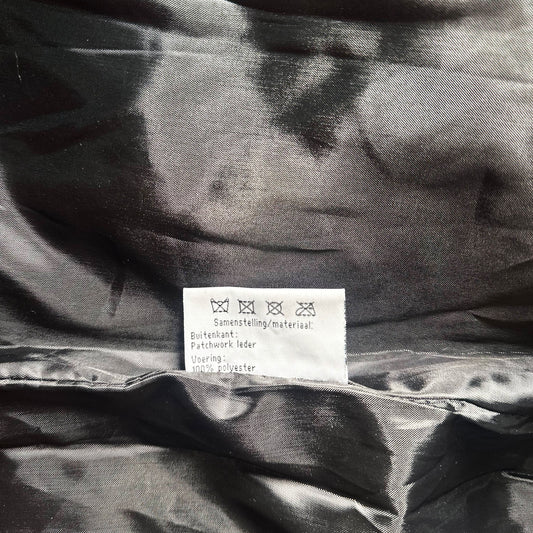 Samenstelling/materiaal:
Buitenkant:
Patchwork leder
Voering:
100% polyester